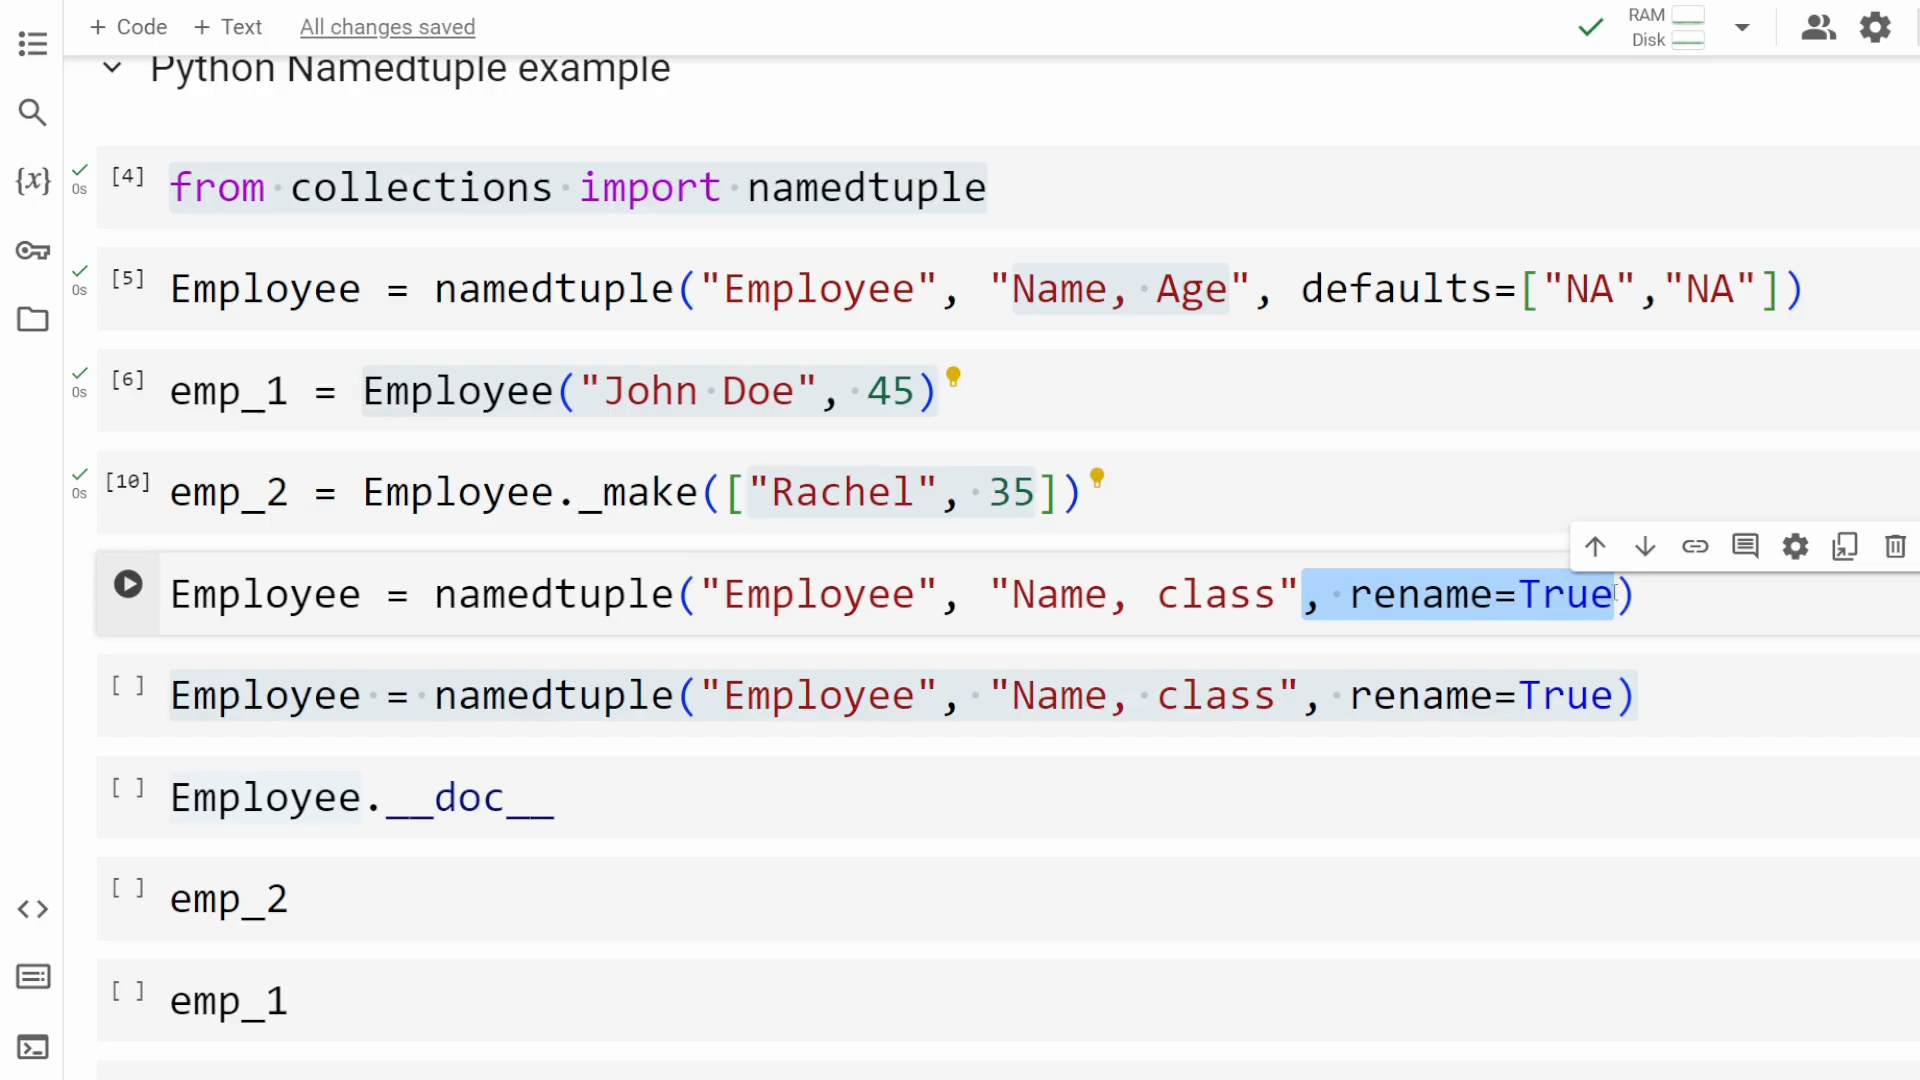 + Code + Text All changes saved
RAM
Disk
Python Namedtuple example
{x}
0s [4] from collections import namedtuple
0s [5] Employee = namedtuple("Employee", "Name, Age", defaults=["NA","NA"])
0s [6] emp_1 = Employee("John Doe", 45)
0s [10] emp_2 = Employee._make(["Rachel", 35])
Employee = namedtuple("Employee", "Name, class", rename=True)
[ ] Employee = namedtuple("Employee", "Name, class", rename=True)
[ ] Employee.__doc__
[ ] emp_2
[ ] emp_1